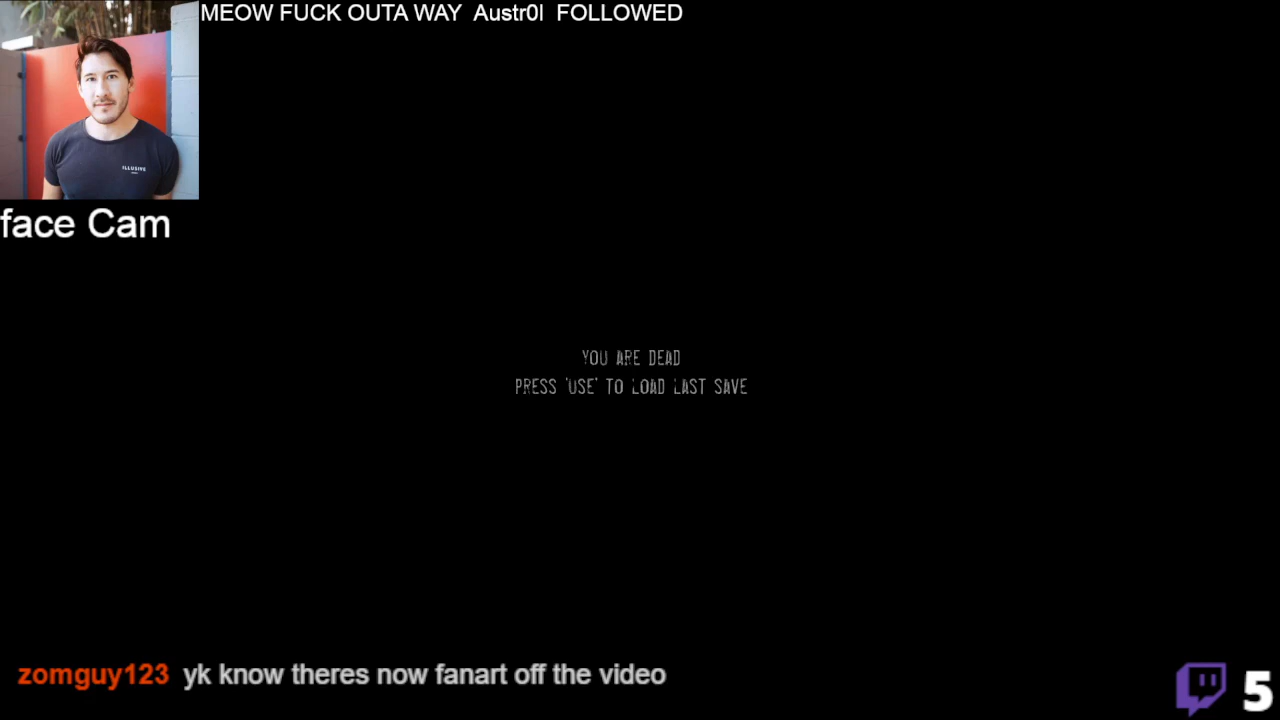 MEOW FUCK OUTA WAY  Austr0l  FOLLOWED
ILLUSIVE
face Cam
YOU ARE DEAD
PRESS 'USE' TO LOAD LAST SAVE
zomguy123 yk know theres now fanart off the video
5